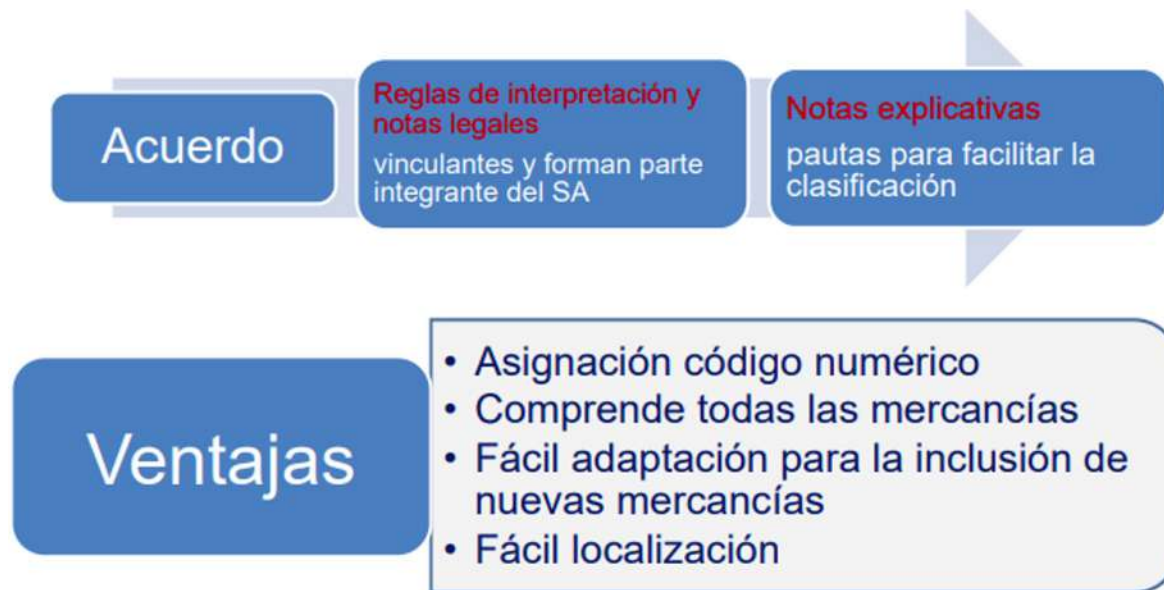 Acuerdo
Reglas de interpretación y
notas legales
vinculantes y forman parte
integrante del SA
Notas explicativas
pautas para facilitar la
clasificación
Ventajas
• Asignación código numérico
• Comprende todas las mercancías
• Fácil adaptación para la inclusión de
nuevas mercancías
• Fácil localización